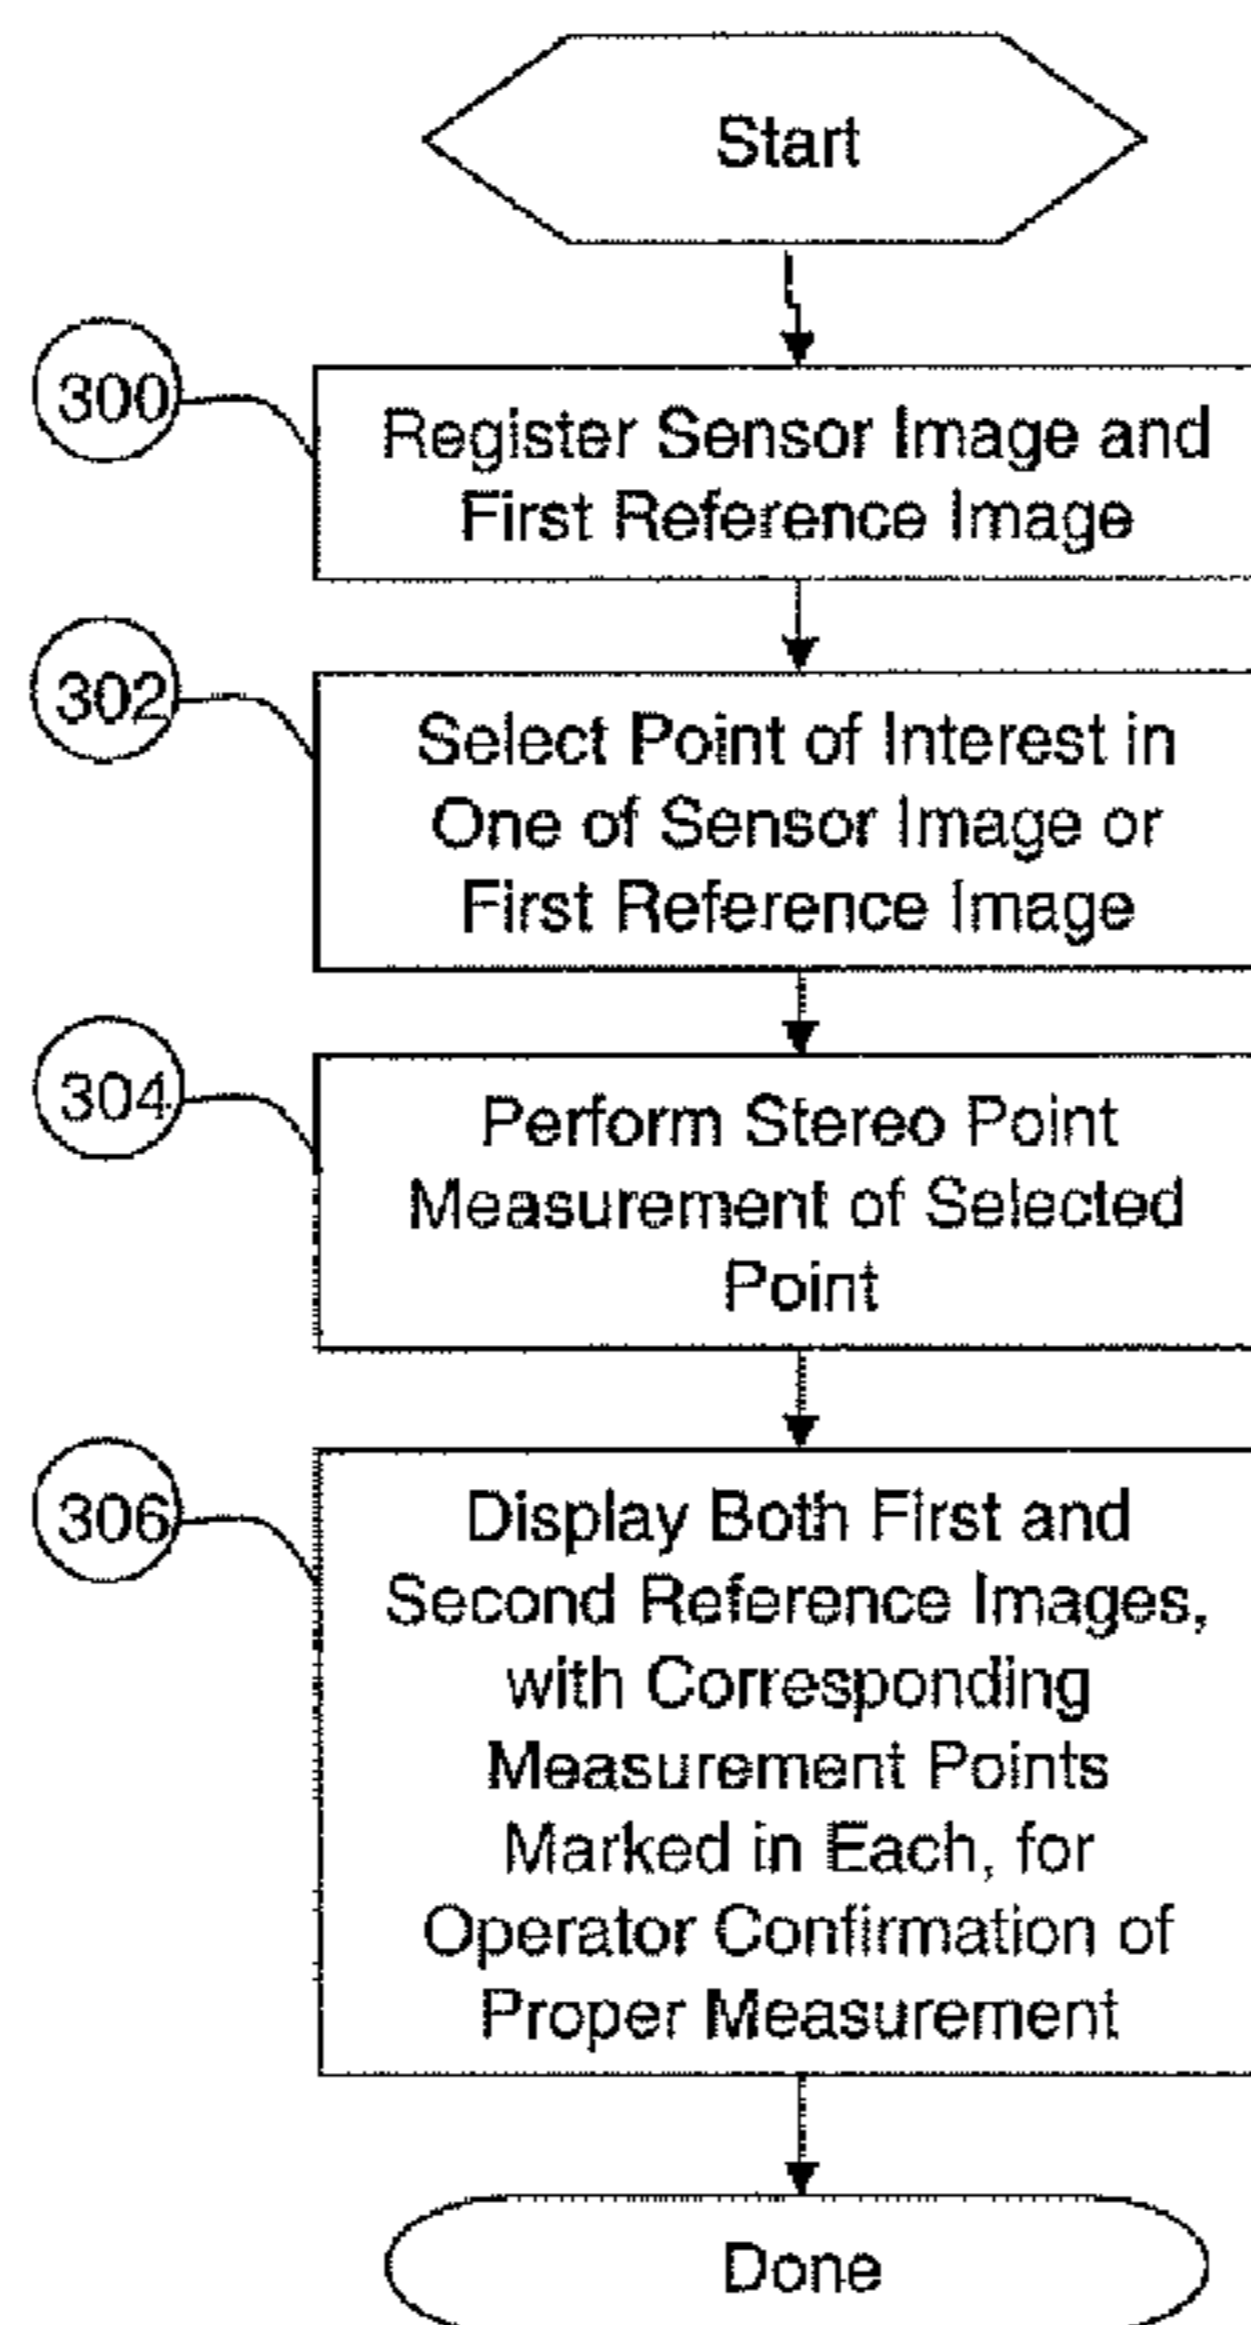 Start
300
Register Sensor Image and
First Reference Image
302
Select Point of Interest in
One of Sensor Image or
First Reference Image
304
Perform Stereo Point
Measurement of Selected
Point
306
Display Both First and
Second Reference Images,
with Corresponding
Measurement Points
Marked in Each, for
Operator Confirmation of
Proper Measurement
Done